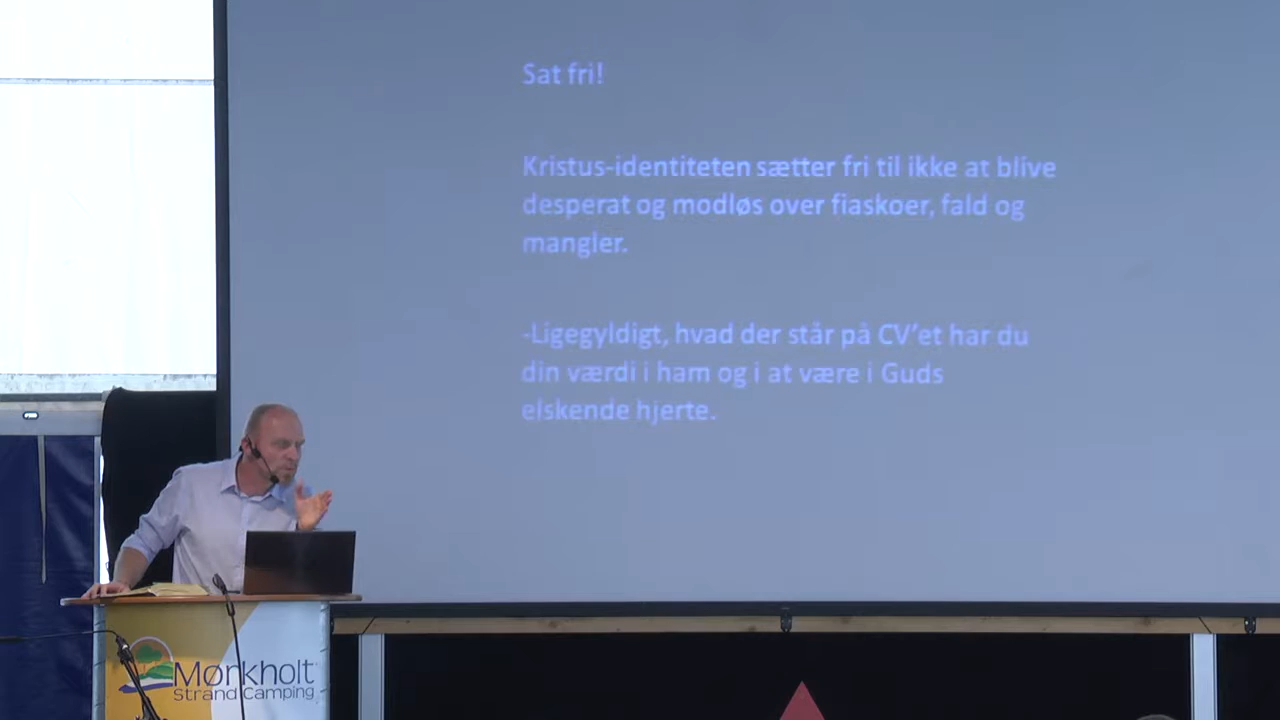 Sat fri!
Kristus-identiteten sætter fri til ikke at blive
desperat og modløs over fiaskoer, fald og
mangler.
-Ligegyldigt, hvad der står på CV'et har du
din værdi i ham og i at være i Guds
elskende hjerte.
Mørkholt
Strand Camping